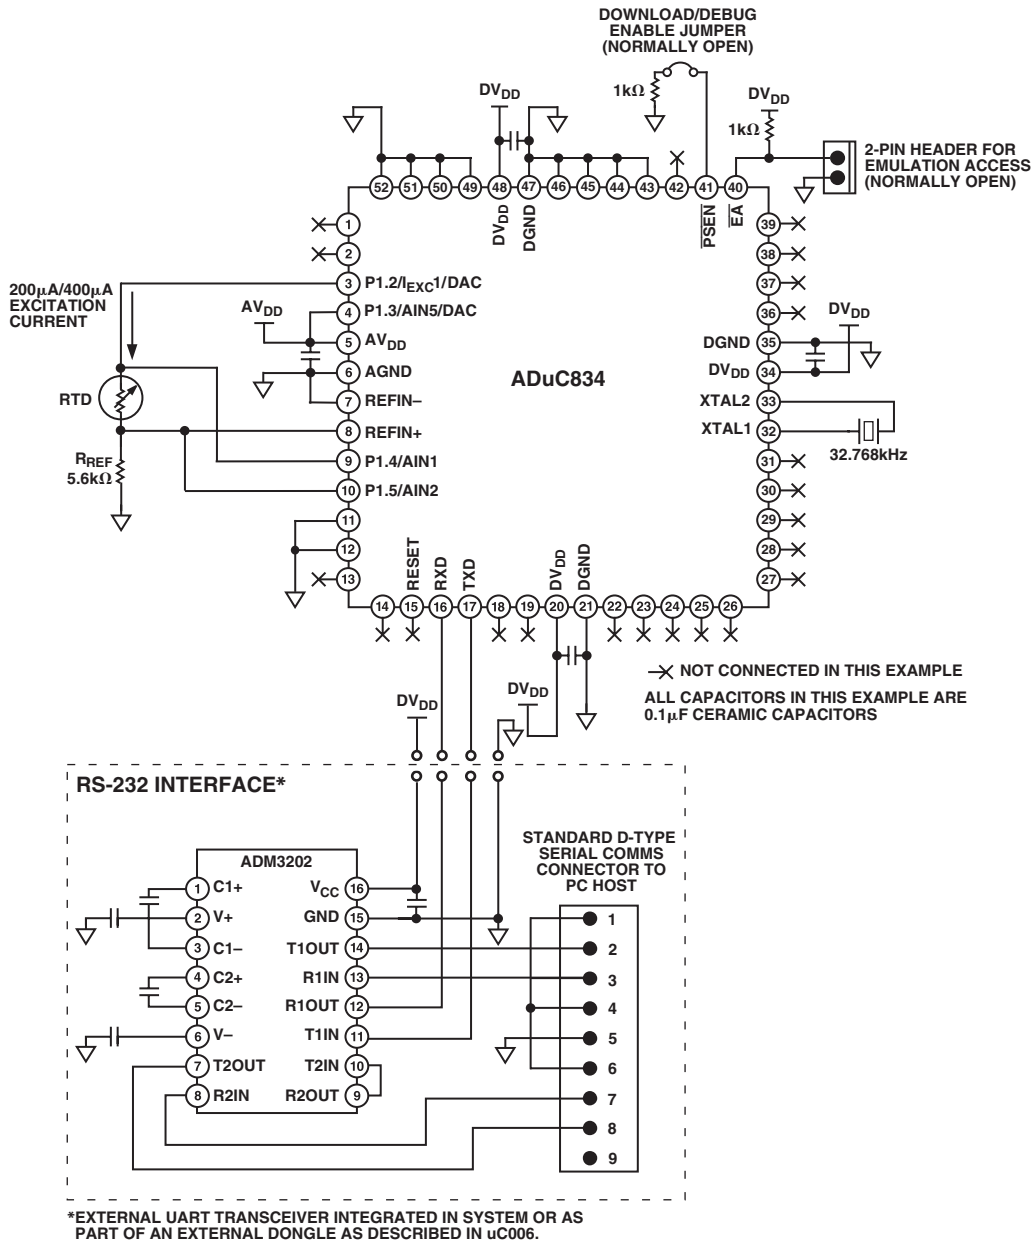 DOWNLOAD/DEBUG
ENABLE JUMPER
(NORMALLY OPEN)
DVDD
1kΩ
DVDD
1kΩ
2-PIN HEADER FOR
EMULATION ACCESS
(NORMALLY OPEN)
52 51 50 49 48 47 46 45 44 43 42 41 40
DVDD
DGND
PSEN
EA
1
2
3 P1.2/IEXC1/DAC
4 P1.3/AIN5/DAC
5 AVDD
6 AGND
7 REFIN–
8 REFIN+
9 P1.4/AIN1
10 P1.5/AIN2
11
12
13
200μA/400μA
EXCITATION
CURRENT
AVDD
RTD
RREF
5.6kΩ
ADuC834
39
38
37
36
DGND 35
DVDD 34
XTAL2 33
XTAL1 32
31
30
29
28
27
DVDD
32.768kHz
RESET
RXD
TXD
DVDD
DGND
14 15 16 17 18 19 20 21 22 23 24 25 26
NOT CONNECTED IN THIS EXAMPLE
ALL CAPACITORS IN THIS EXAMPLE ARE
0.1μF CERAMIC CAPACITORS
DVDD
DVDD
RS-232 INTERFACE*
ADM3202
1 C1+
2 V+
3 C1–
4 C2+
5 C2–
6 V–
7 T2OUT
8 R2IN
VCC 16
GND 15
T1OUT 14
R1IN 13
R1OUT 12
T1IN 11
T2IN 10
R2OUT 9
STANDARD D-TYPE
SERIAL COMMS
CONNECTOR TO
PC HOST
1
2
3
4
5
6
7
8
9
*EXTERNAL UART TRANSCEIVER INTEGRATED IN SYSTEM OR AS
PART OF AN EXTERNAL DONGLE AS DESCRIBED IN uC006.